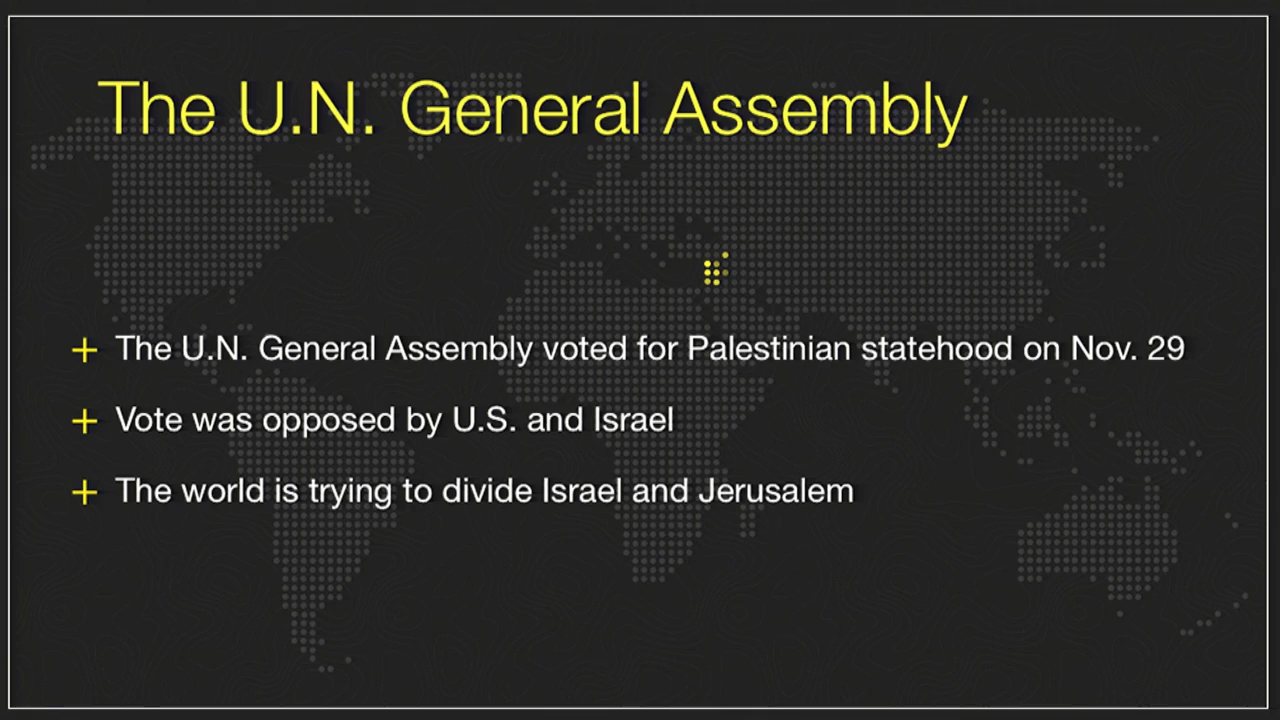 The U.N. General Assembly
+ The U.N. General Assembly voted for Palestinian statehood on Nov. 29
+ Vote was opposed by U.S. and Israel
+ The world is trying to divide Israel and Jerusalem